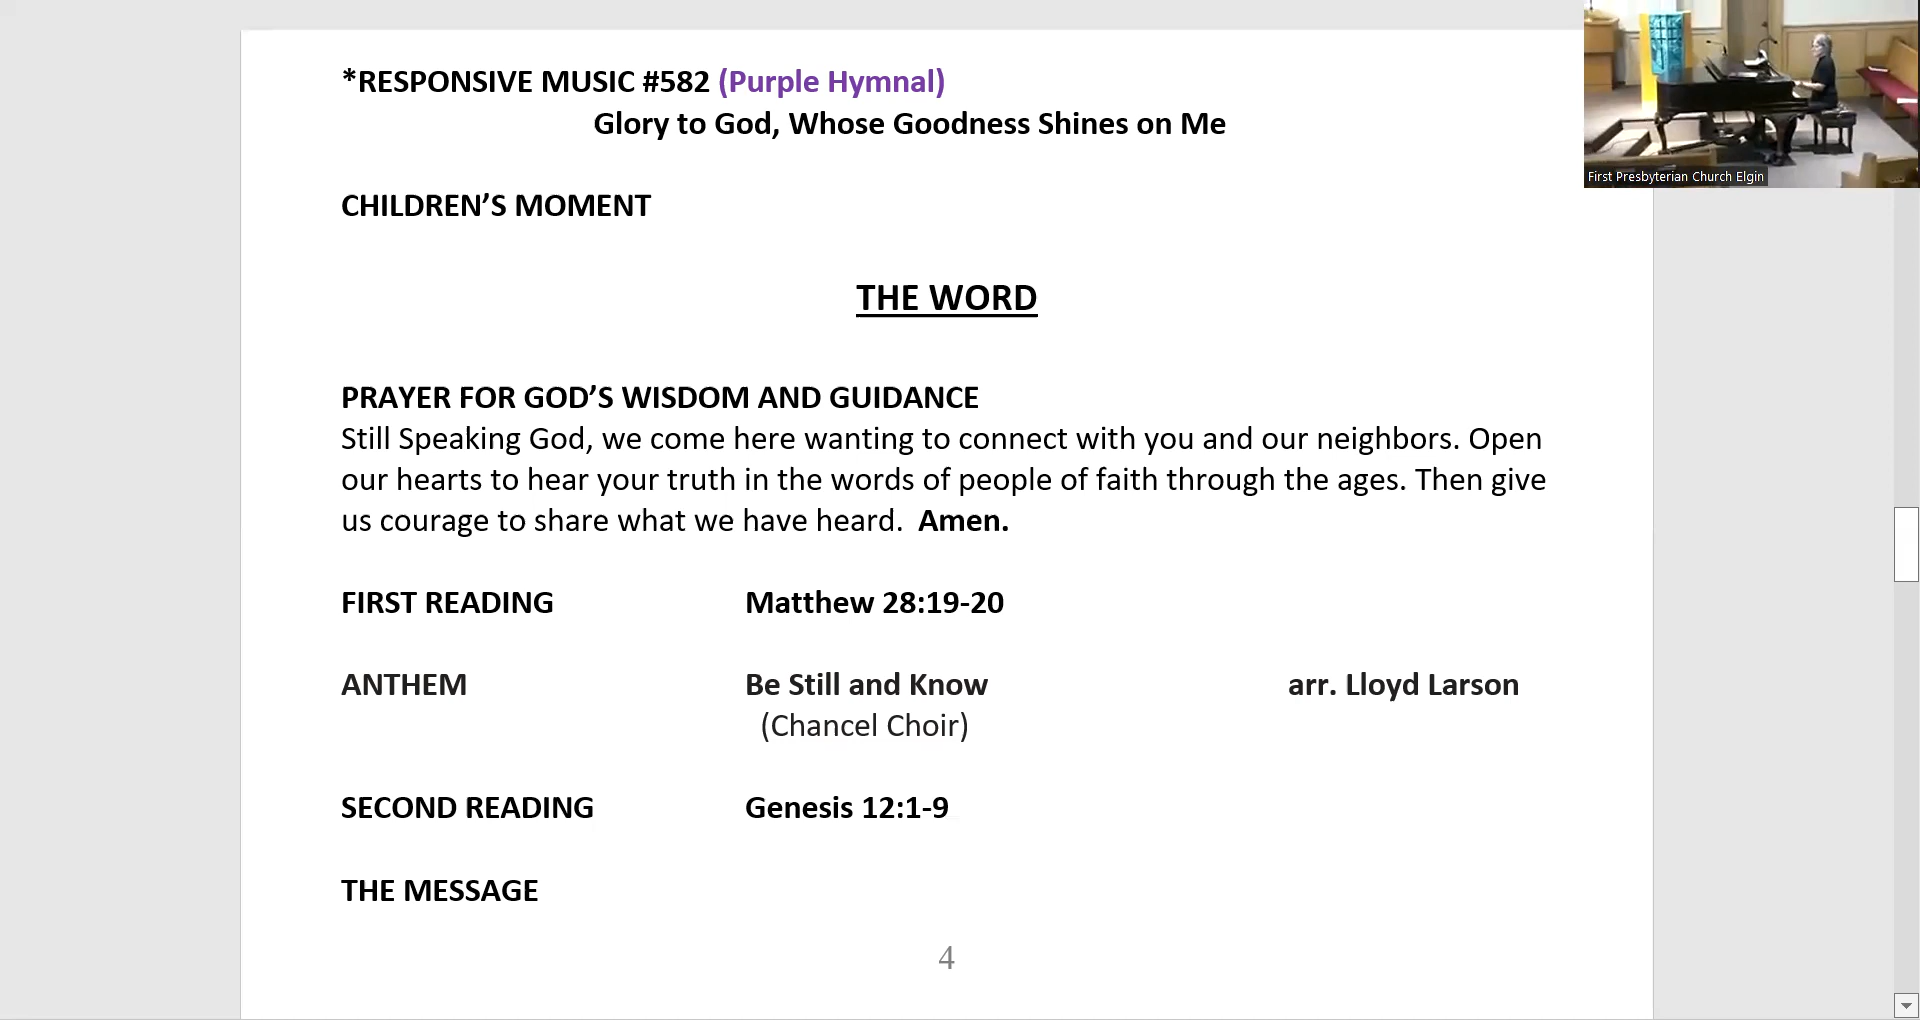 *RESPONSIVE MUSIC #582 (Purple Hymnal)
Glory to God, Whose Goodness Shines on Me
First Presbyterian Church Elgin
CHILDREN’S MOMENT
THE WORD
PRAYER FOR GOD’S WISDOM AND GUIDANCE
Still Speaking God, we come here wanting to connect with you and our neighbors. Open
our hearts to hear your truth in the words of people of faith through the ages. Then give
us courage to share what we have heard.  Amen.
FIRST READING Matthew 28:19-20
ANTHEM Be Still and Know arr. Lloyd Larson
(Chancel Choir)
SECOND READING Genesis 12:1-9
THE MESSAGE
4